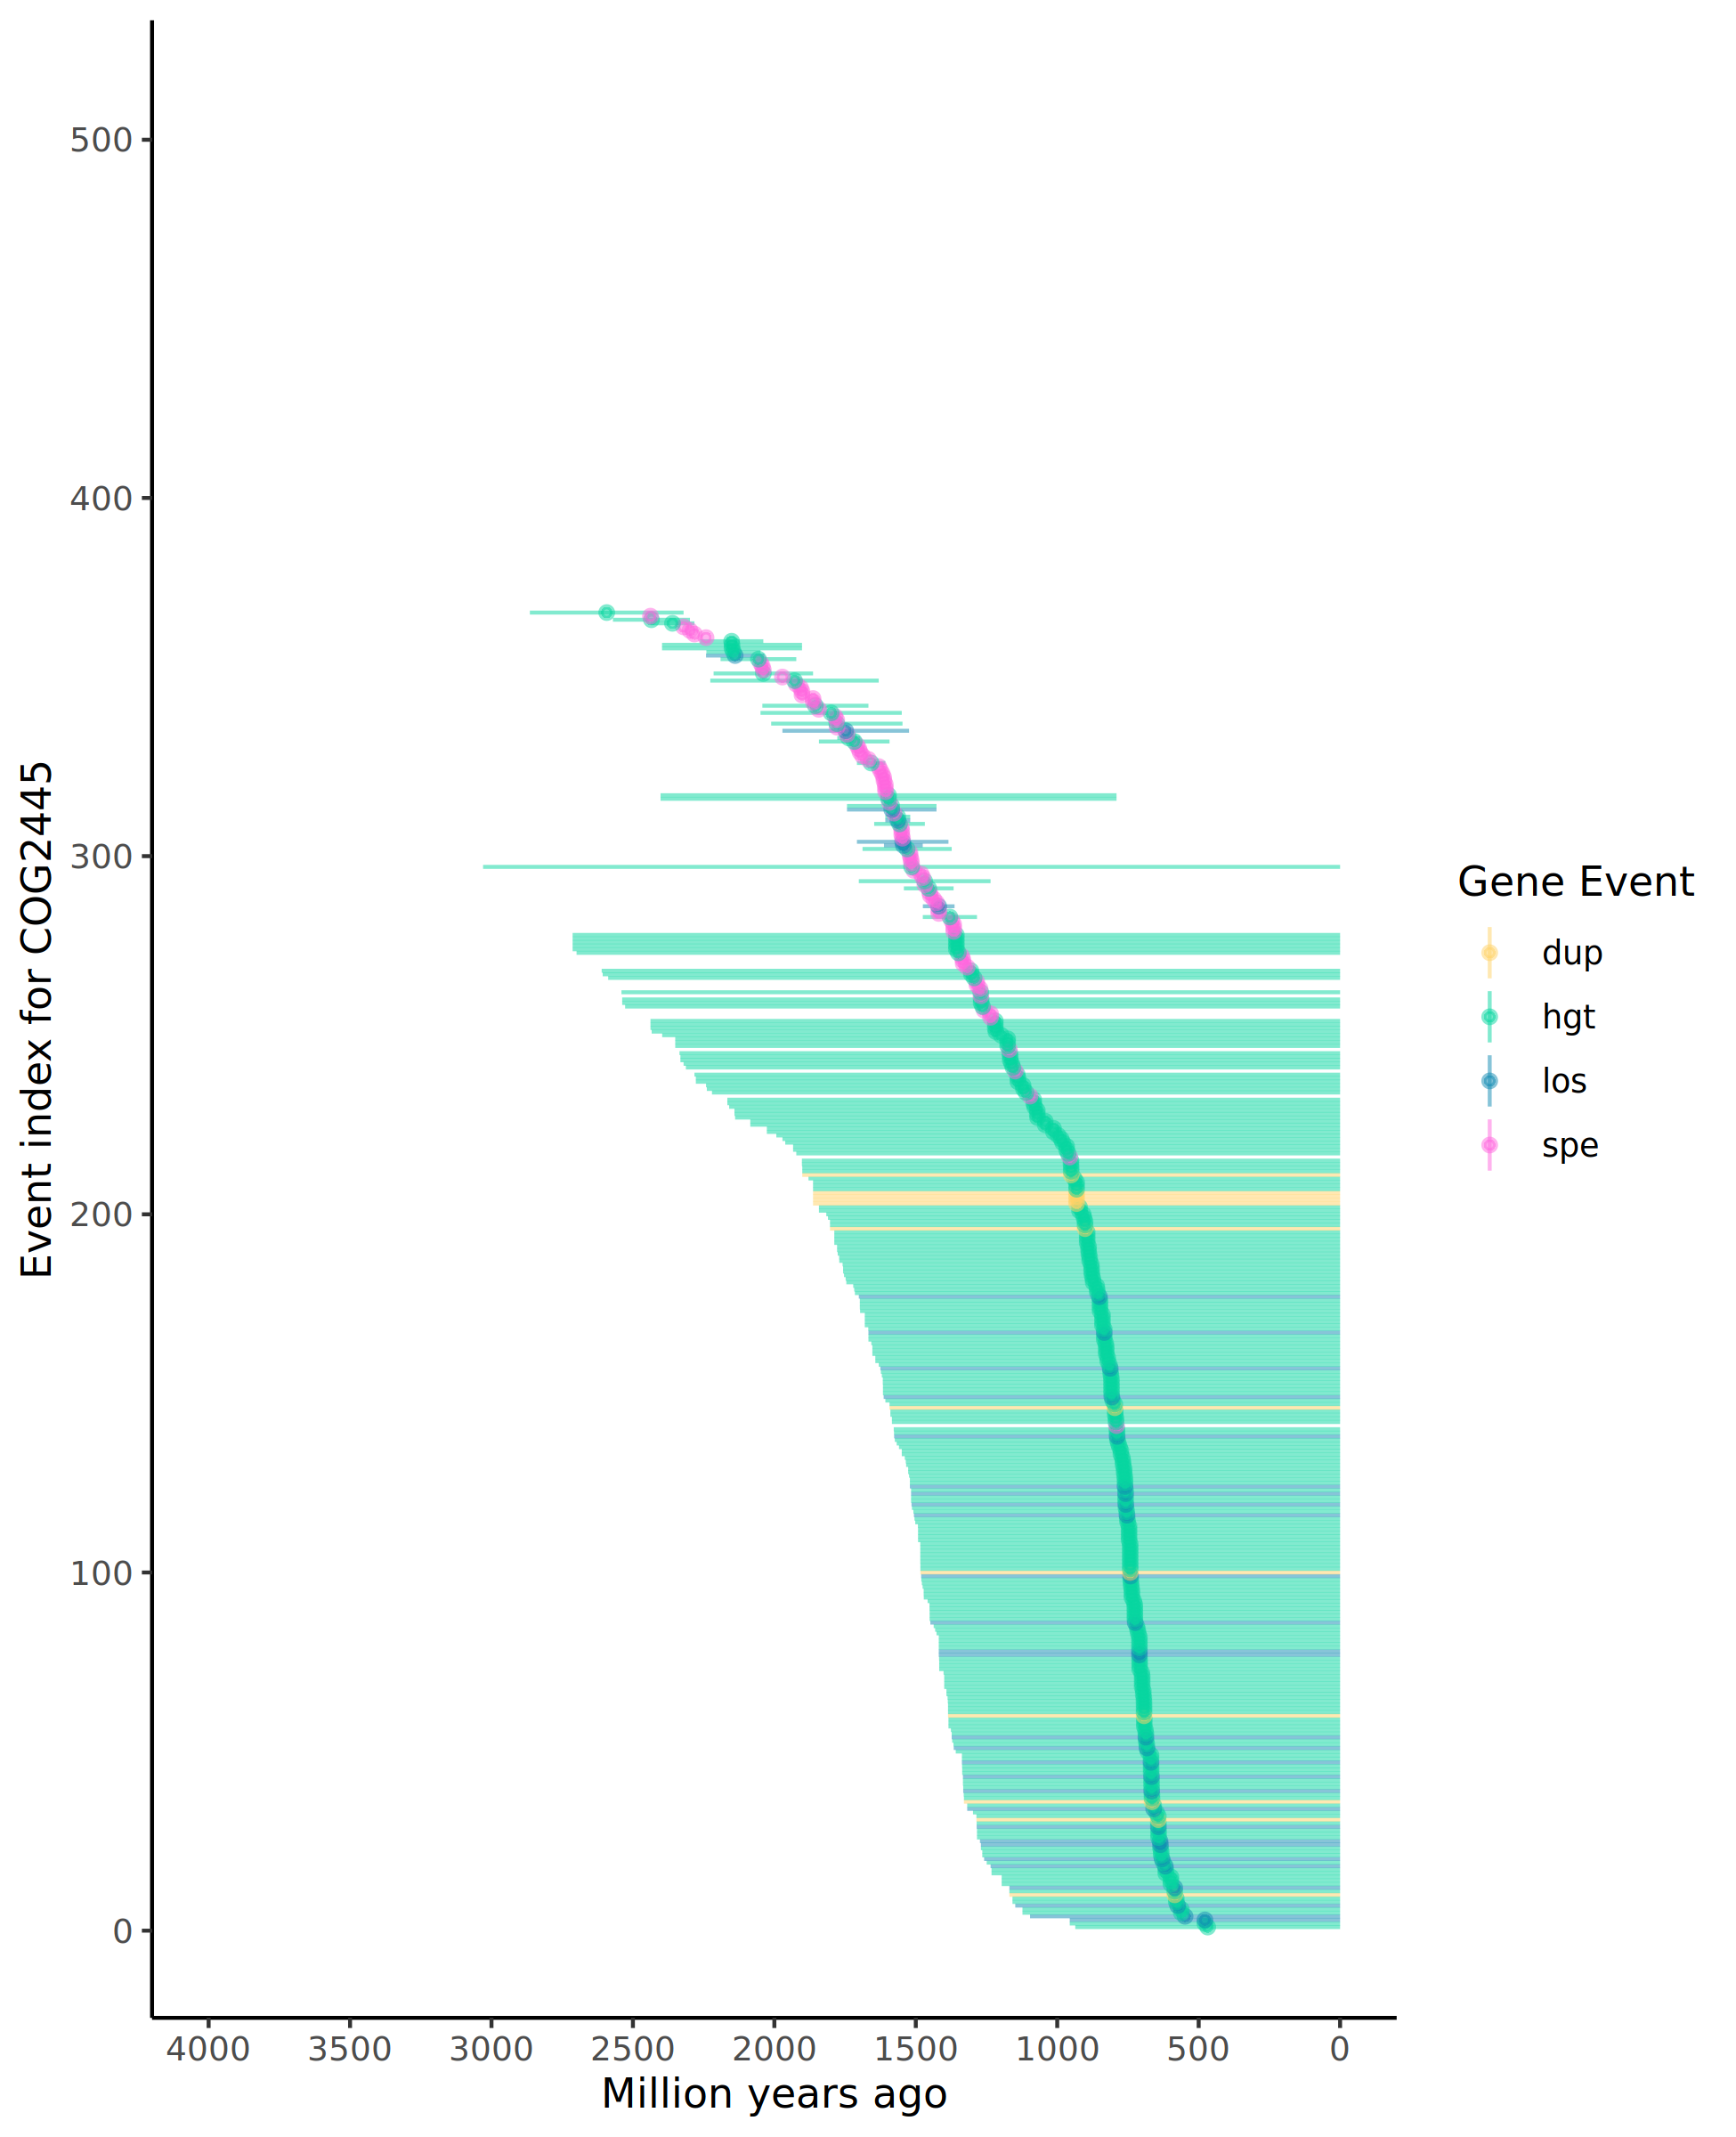 Event index for COG2445
500
400
300
200
100
0
4000 3500 3000 2500 2000 1500 1000 500 0
Million years ago
Gene Event
dup
hgt
los
spe